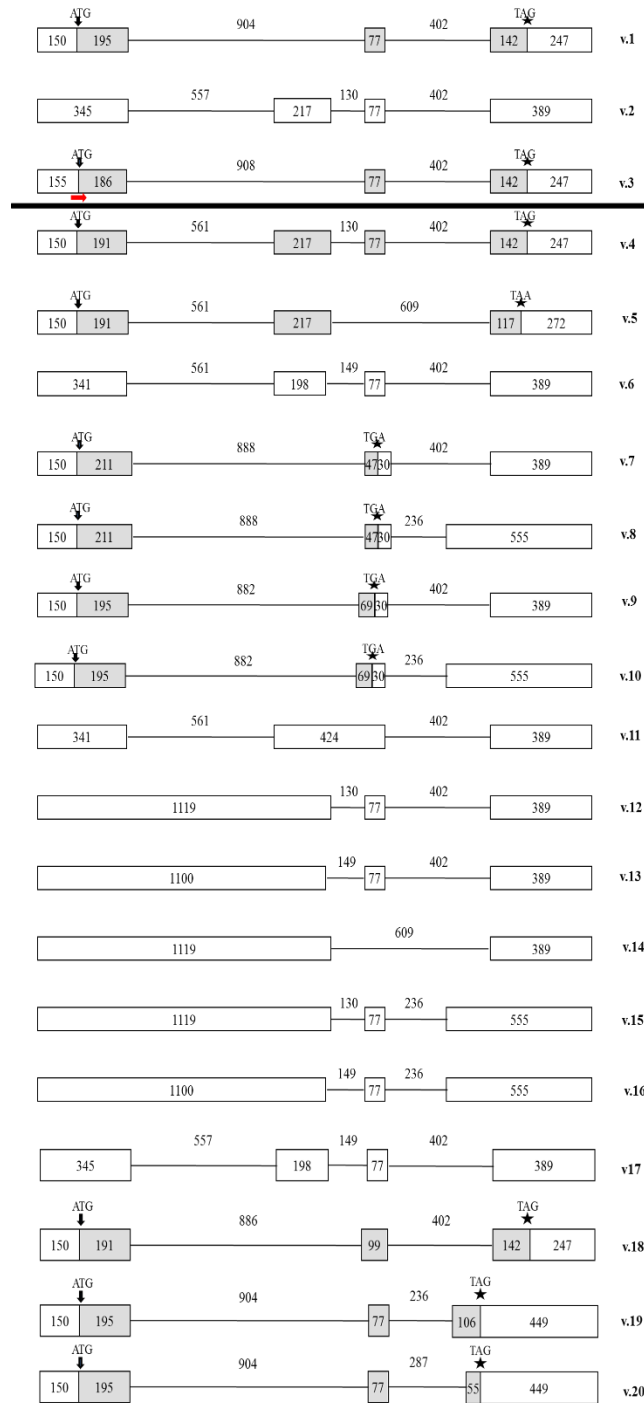 ATG 904 402 TAG
150 195 77 142 247 v.1
557 130 402
345 217 77 389 v.2
ATG 908 402 TAG
155 186 77 142 247 v.3
ATG 561 130 402 TAG
150 191 217 77 142 247 v.4
ATG 561 609 TAA
150 191 217 117 272 v.5
561 149 402
341 198 77 389 v.6
ATG 888 TGA 402
150 211 47 30 389 v.7
ATG 888 TGA 236
150 211 47 30 555 v.8
ATG 882 TGA 402
150 195 69 30 389 v.9
ATG 882 TGA 236
150 195 69 30 555 v.10
561 402
341 424 389 v.11
130 402
1119 77 389 v.12
149 402
1100 77 389 v.13
609
1119 389 v.14
130 236
1119 77 555 v.15
149 236
1100 77 555 v.16
557 149 402
345 198 77 389 v17
ATG 886 402 TAG
150 191 99 142 247 v.18
ATG 904 236 TAG
150 195 77 106 449 v.19
ATG 904 287 TAG
150 195 77 55 449 v.20